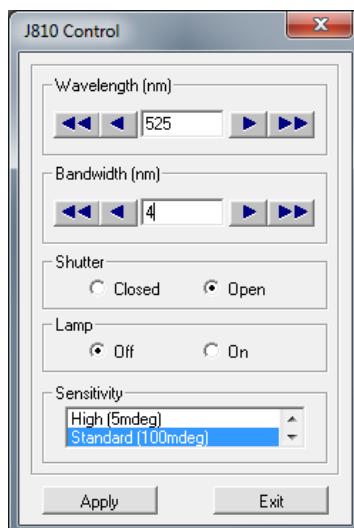 J810 Control
Wavelength (nm)
525
Bandwidth (nm)
4
Shutter
Closed Open
Lamp
Off On
Sensitivity
High (5mdeg)
Standard (100mdeg)
Apply Exit